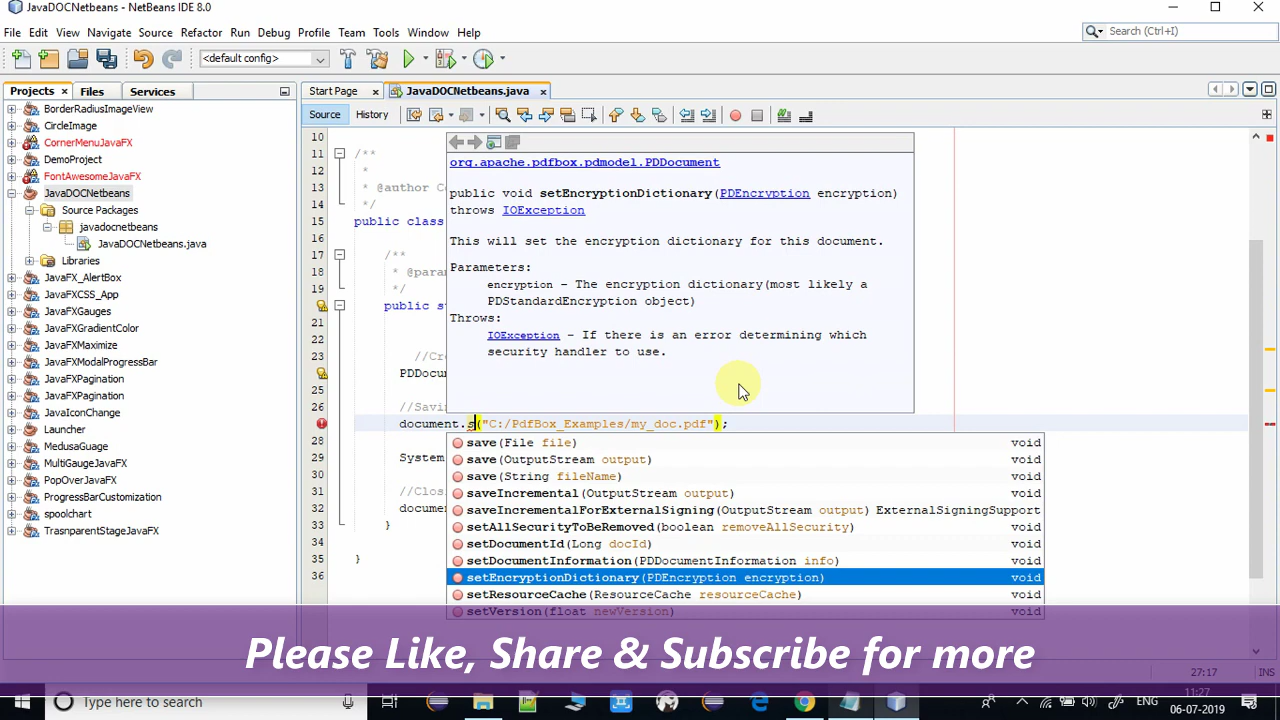 JavaDOCNetbeans - NetBeans IDE 8.0
File Edit View Navigate Source Refactor Run Debug Profile Team Tools Window Help
Search (Ctrl+I)
<default config>
Projects Files Services
Start Page JavaDOCNetbeans.java
Source History
BorderRadiusImageView
CircleImage
CornerMenuJavaFX
DemoProject
FontAwesomeJavaFX
JavaDOCNetbeans
Source Packages
javadocnetbeans
JavaDOCNetbeans.java
Libraries
JavaFX_AlertBox
JavaFXCSS_App
JavaFXGauges
JavaFXGradientColor
JavaFXMaximize
JavaFXModalProgressBar
JavaFXPagination
JavaFXPagination
JavaIconChange
Launcher
MedusaGuage
MultiGaugeJavaFX
PopOverJavaFX
ProgressBarCustomization
spoolchart
TrasnparentStageJavaFX
10
11 /**
12 *
13 * @author
14 */
15 public class
16
17 /**
18 * @para
19 */
public
21
22
23 //Cr
PDDocu
25
26 //Savi
document.s("C:/PdfBox_Examples/my_doc.pdf");
28
29 System
30
31 //Clos
32 document
33 }
34
35 }
36
org.apache.pdfbox.pdmodel.PDDocument
public void setEncryptionDictionary(PDEncryption encryption)
throws IOException
This will set the encryption dictionary for this document.
Parameters:
encryption - The encryption dictionary(most likely a
PDStandardEncryption object)
Throws:
IOException - If there is an error determining which
security handler to use.
save(File file) void
save(OutputStream output) void
save(String fileName) void
saveIncremental(OutputStream output) void
saveIncrementalForExternalSigning(OutputStream output) ExternalSigningSupport
setAllSecurityToBeRemoved(boolean removeAllSecurity) void
setDocumentId(Long docId) void
setDocumentInformation(PDDocumentInformation info) void
setEncryptionDictionary(PDEncryption encryption) void
setResourceCache(ResourceCache resourceCache) void
setVersion(float newVersion) void
Please Like, Share & Subscribe for more
27:17 INS
Type here to search
ENG
11:27
06-07-2019